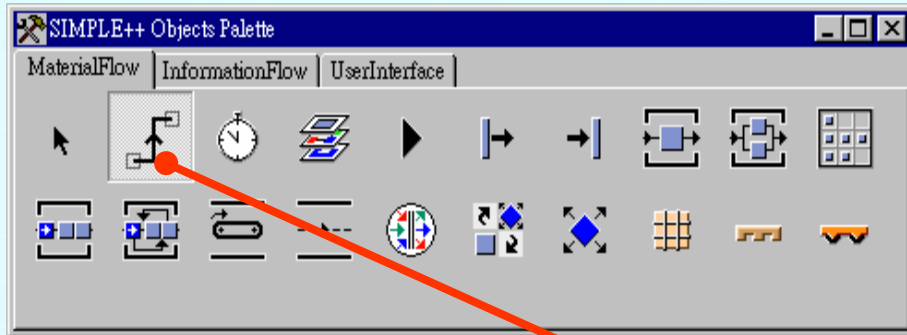 SIMPLE++ Objects Palette
MaterialFlow InformationFlow UserInterface